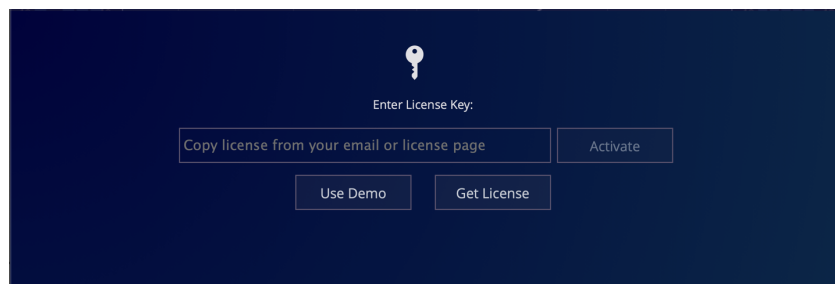 Enter License Key:
Copy license from your email or license page
Activate
Use Demo
Get License